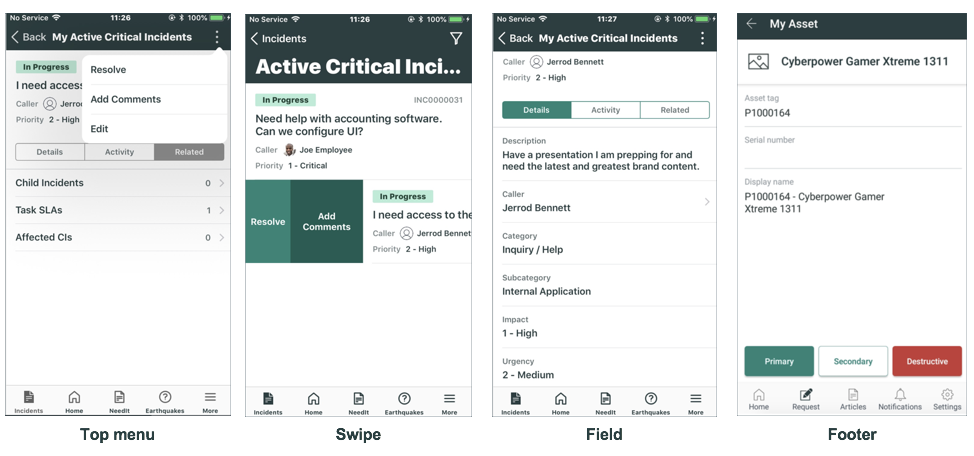 No Service 11:26 100%
Back My Active Critical Incidents
In Progress
I need access
Caller Jerro
Priority 2 - High
Resolve
Add Comments
Edit
Details Activity Related
Child Incidents 0
Task SLAs 1
Affected CIs 0
Incidents Home NeedIt Earthquakes More
Top menu
No Service 11:26 100%
Incidents
Active Critical Inci...
In Progress INC0000031
Need help with accounting software.
Can we configure UI?
Caller Joe Employee
Priority 1 - Critical
Resolve Add
Comments
In Progress
I need access to the
Caller Jerrod Bennet
Priority 2 - High
Incidents Home NeedIt Earthquakes More
Swipe
No Service 11:27 100%
Back My Active Critical Incidents
Caller Jerrod Bennett
Priority 2 - High
Details Activity Related
Description
Have a presentation I am prepping for and
need the latest and greatest brand content.
Caller
Jerrod Bennett
Category
Inquiry / Help
Subcategory
Internal Application
Impact
1 - High
Urgency
2 - Medium
Incidents Home NeedIt Earthquakes More
Field
My Asset
Cyberpower Gamer Xtreme 1311
Asset tag
P1000164
Serial number
Display name
P1000164 - Cyberpower Gamer
Xtreme 1311
Primary Secondary Destructive
Home Request Articles Notifications Settings
Footer